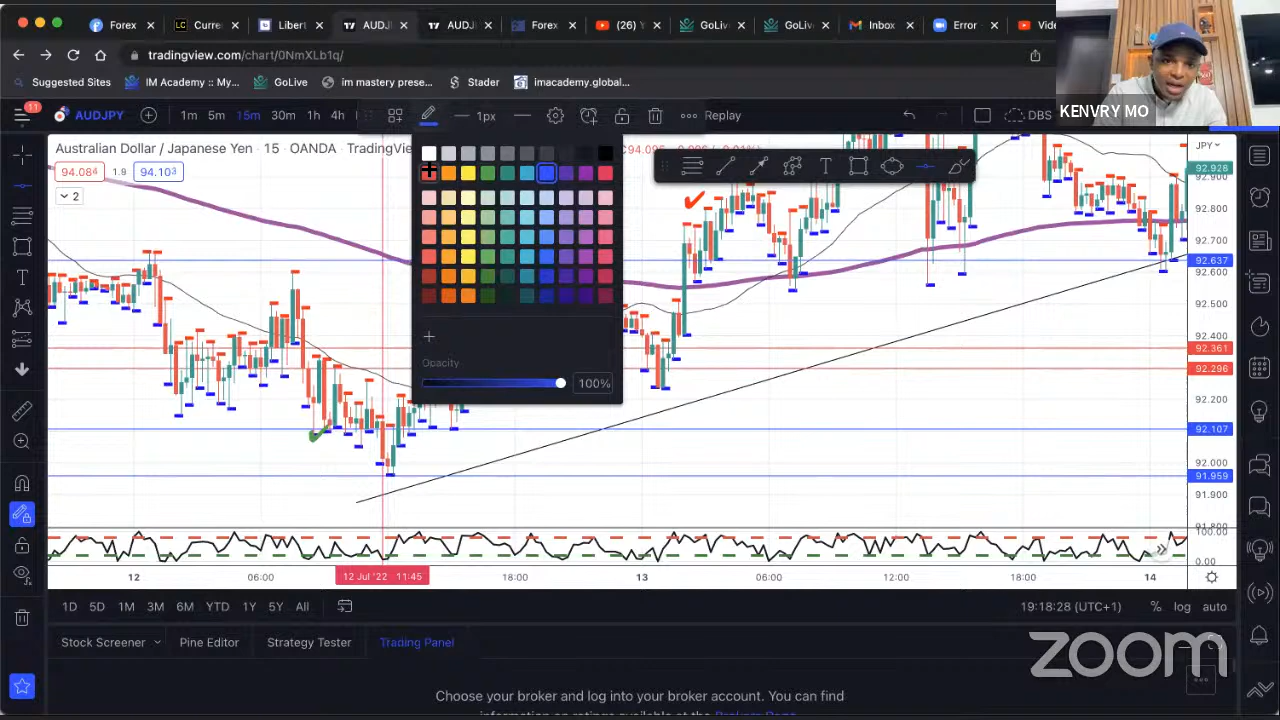 Forex
Curre
Libert
AUDJ
AUDJ
Forex
(26) Y
GoLiv
GoLiv
Inbox
Error
Vide
tradingview.com/chart/0NmXLb1q/
Suggested Sites
IM Academy :: My...
GoLive
im mastery prese...
Stader
imacademy.global...
KENVRY MO
11
AUDJPY
1m 5m 15m 30m 1h 4h
1px
Replay
DBS
Australian Dollar / Japanese Yen · 15 · OANDA · TradingVie
JPY
94.084
1.9
94.103
2
92.928
92.900
92.800
92.700
92.637
92.600
92.500
92.400
92.361
92.296
92.200
92.107
92.000
91.959
91.900
91.800
100.00
0.00
Opacity
100%
12
06:00
12 Jul '22 11:45
18:00
13
06:00
12:00
18:00
14
1D 5D 1M 3M 6M YTD 1Y 5Y All
19:18:28 (UTC+1)
% log auto
Stock Screener
Pine Editor
Strategy Tester
Trading Panel
zoom
Choose your broker and log into your broker account. You can find